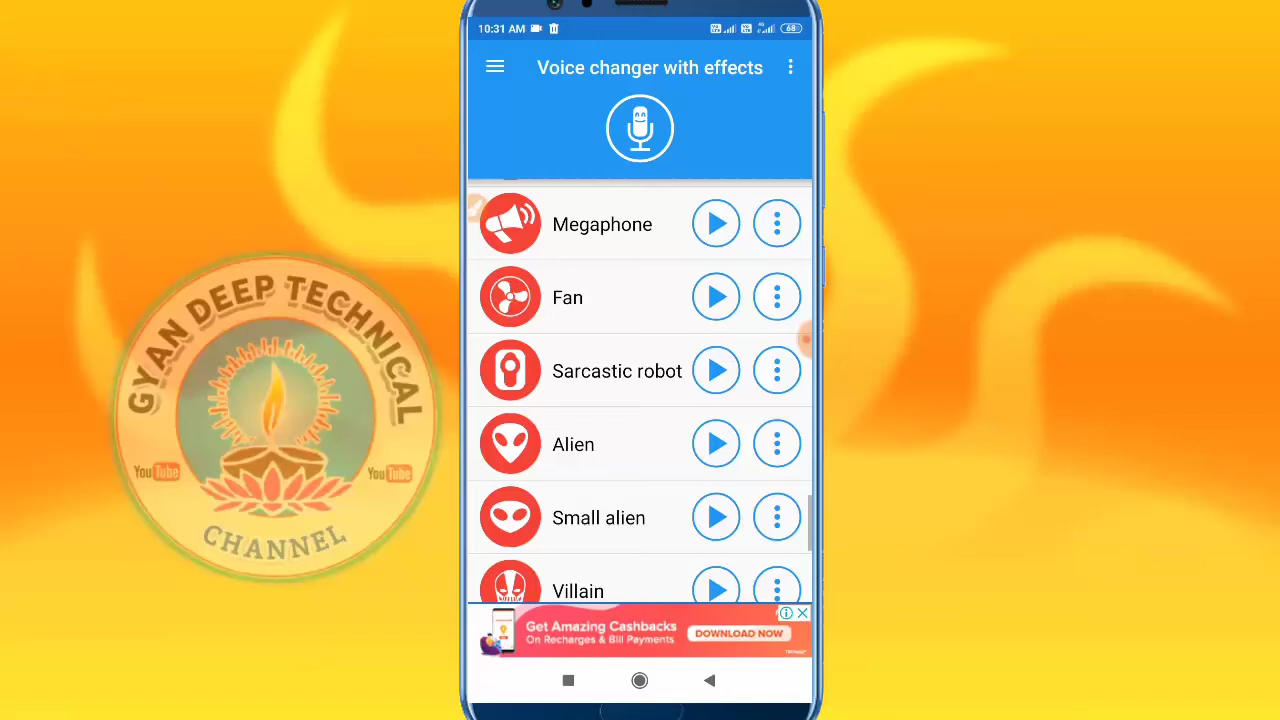 10:31 AM
68
Voice changer with effects
Megaphone
Fan
Sarcastic robot
Alien
Small alien
Villain
Get Amazing Cashbacks
On Recharges & Bill Payments
DOWNLOAD NOW
GYAN DEEP TECHNICAL
YouTube
YouTube
CHANNEL